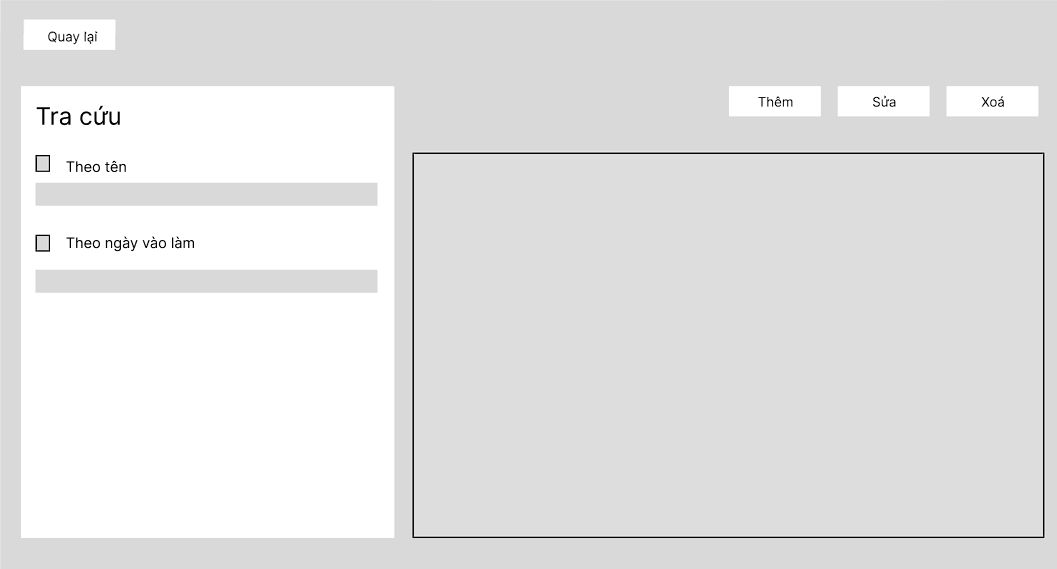 Quay lại
Tra cứu
Theo tên
Theo ngày vào làm
Thêm
Sửa
Xoá